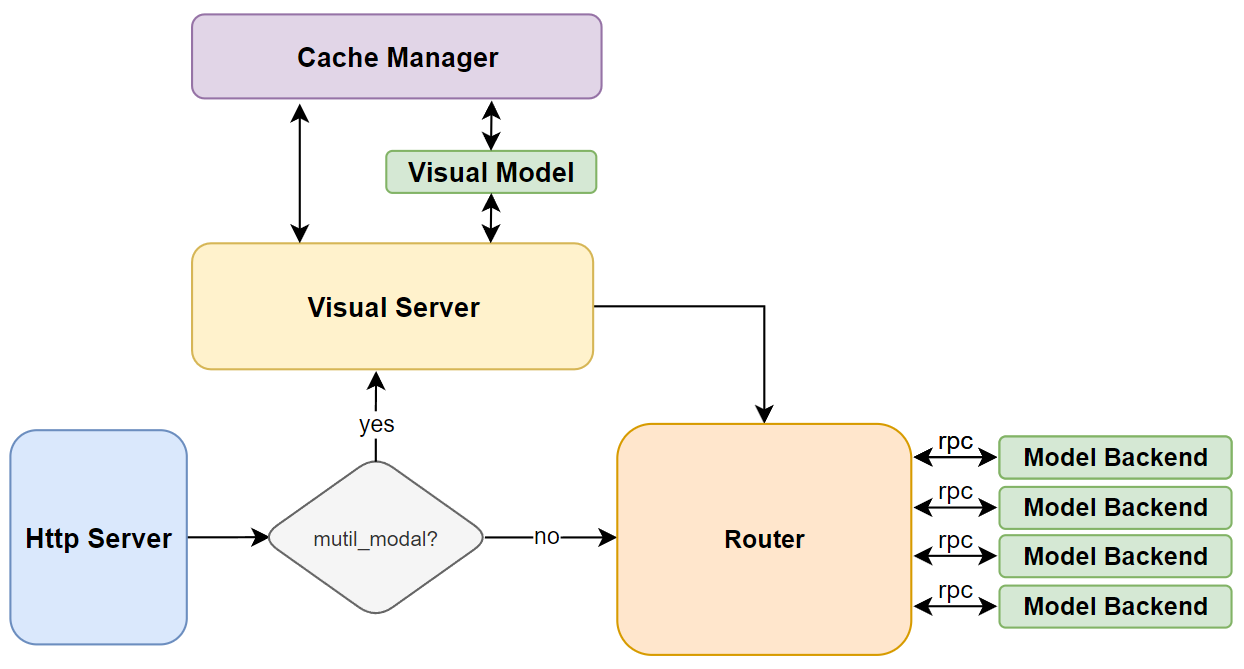 Cache Manager
Visual Model
Visual Server
yes
Http Server
mutil_modal?
no
Router
rpc
Model Backend
rpc
Model Backend
rpc
Model Backend
rpc
Model Backend